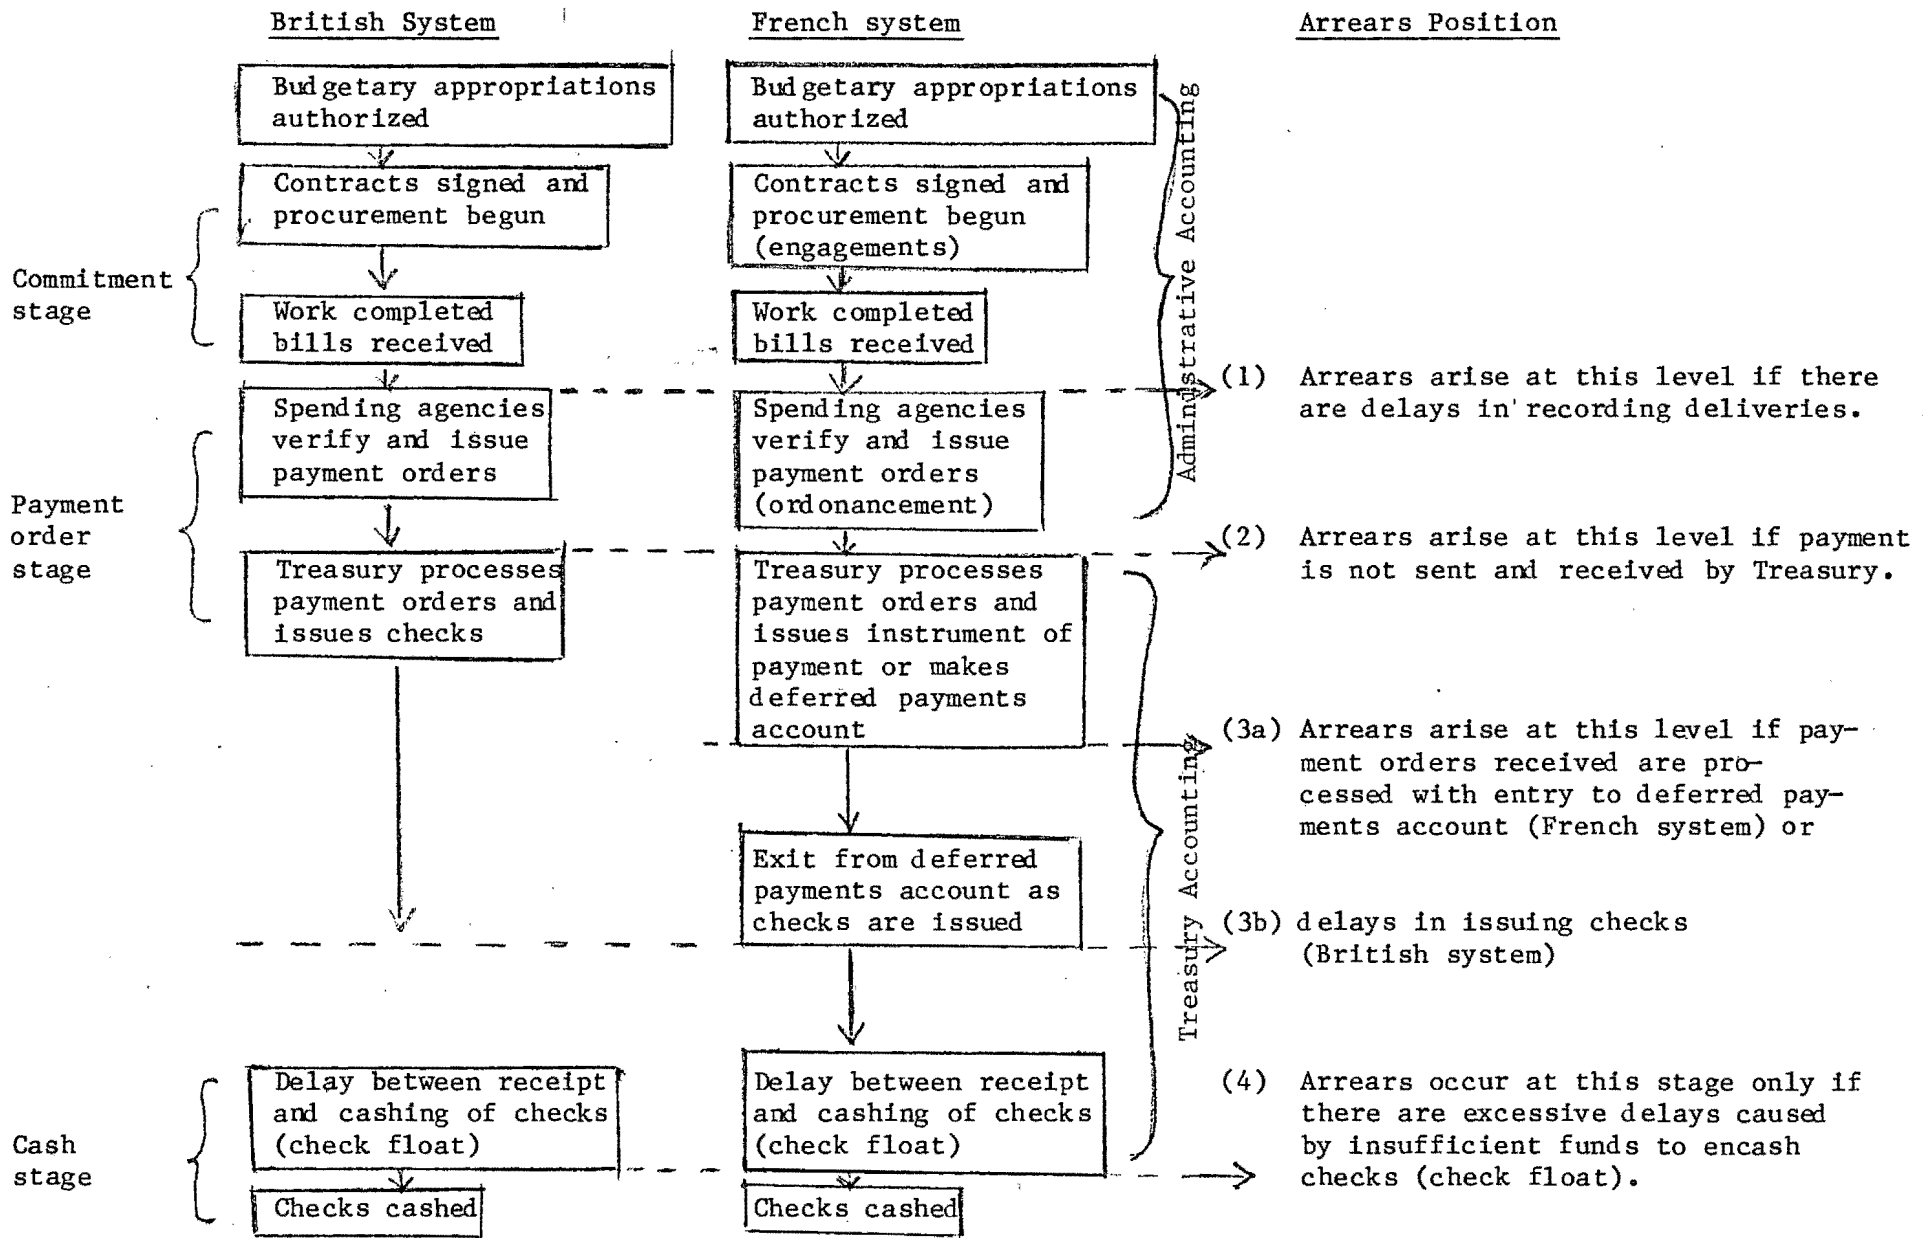 British System
French system
Arrears Position
Budgetary appropriations
authorized
Contracts signed and
procurement begun
Work completed
bills received
Spending agencies
verify and issue
payment orders
Treasury processes
payment orders and
issues checks
Delay between receipt
and cashing of checks
(check float)
Checks cashed
Commitment
stage
Payment
order
stage
Cash
stage
Budgetary appropriations
authorized
Contracts signed and
procurement begun
(engagements)
Work completed
bills received
Spending agencies
verify and issue
payment orders
(ordonancement)
Treasury processes
payment orders and
issues instrument of
payment or makes
deferred payments
account
Exit from deferred
payments account as
checks are issued
Delay between receipt
and cashing of checks
(check float)
Checks cashed
Adminstrative Accounting
Treasury Accounting
(1) Arrears arise at this level if there
are delays in recording deliveries.
(2) Arrears arise at this level if payment
is not sent and received by Treasury.
(3a) Arrears arise at this level if pay-
ment orders received are pro-
cessed with entry to deferred pay-
ments account (French system) or
(3b) delays in issuing checks
(British system)
(4) Arrears occur at this stage only if
there are excessive delays caused
by insufficient funds to encash
checks (check float).